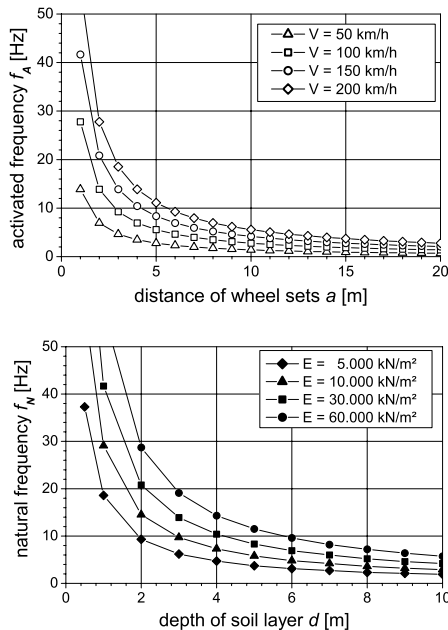 activated frequency f_A [Hz]
50
40
30
20
10
0
V = 50 km/h
V = 100 km/h
V = 150 km/h
V = 200 km/h
0 5 10 15 20
distance of wheel sets a [m]
natural frequency f_N [Hz]
50
40
30
20
10
0
E = 5.000 kN/m²
E = 10.000 kN/m²
E = 30.000 kN/m²
E = 60.000 kN/m²
0 2 4 6 8 10
depth of soil layer d [m]